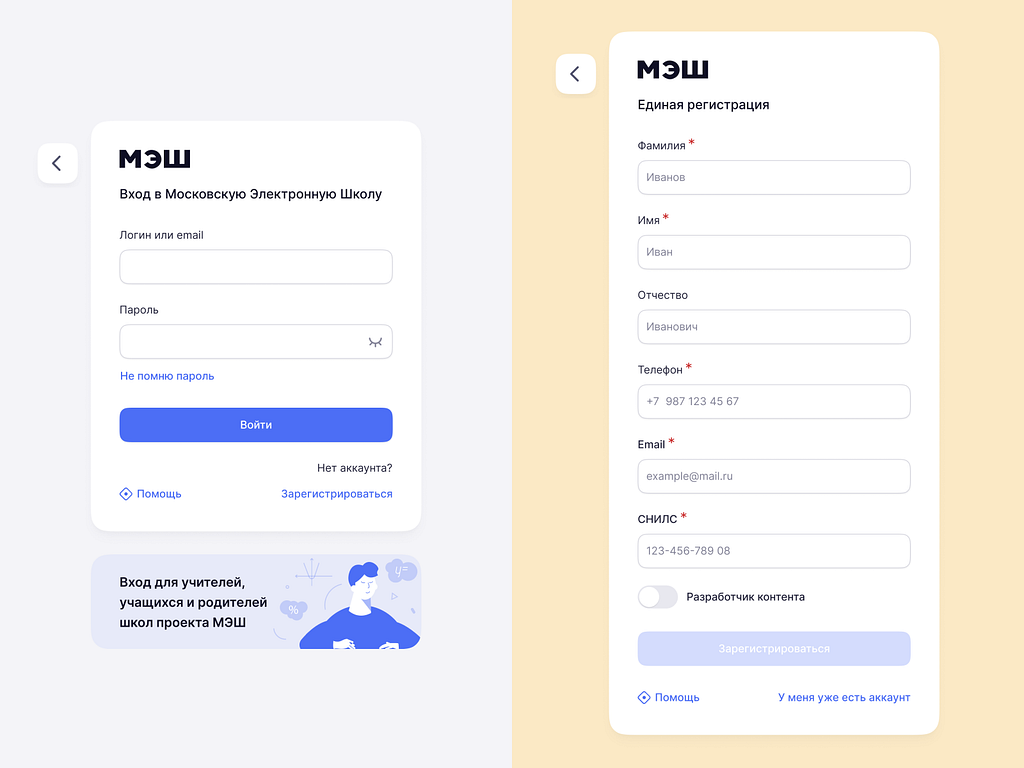 МЭШ
Вход в Московскую Электронную Школу
Логин или email
Пароль
Не помню пароль
Войти
Нет аккаунта?
Помощь
Зарегистрироваться
Вход для учителей,
учащихся и родителей
школ проекта МЭШ
%
y=
МЭШ
Единая регистрация
Фамилия *
Иванов
Имя *
Иван
Отчество
Иванович
Телефон *
+7 987 123 45 67
Email *
example@mail.ru
СНИЛС *
123-456-789 08
Разработчик контента
Зарегистрироваться
Помощь
У меня уже есть аккаунт